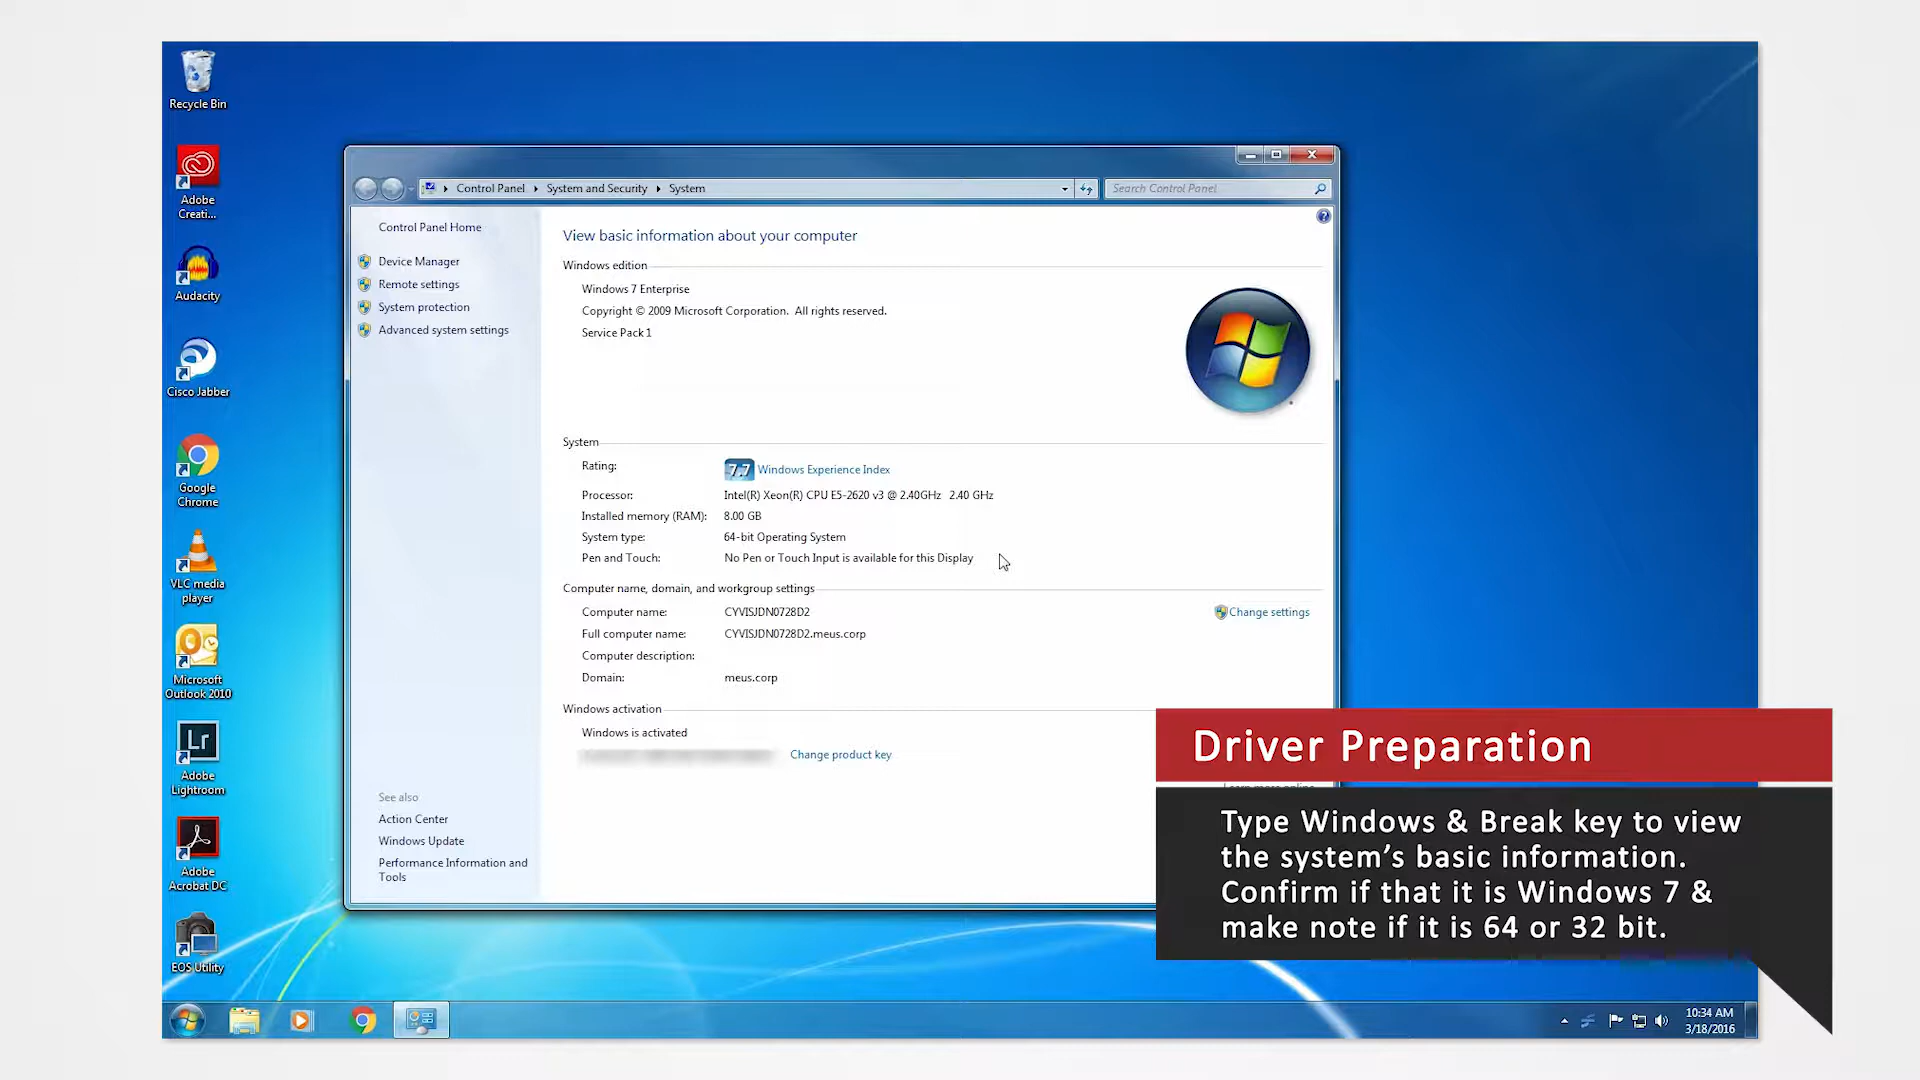 Recycle Bin
Adobe
Creati...
Audacity
Cisco Jabber
Google
Chrome
VLC media
player
Microsoft
Outlook 2010
Lr
Adobe
Lightroom
Adobe
Acrobat DC
EOS Utility
Control Panel
System and Security
System
Search Control Panel
Control Panel Home
Device Manager
Remote settings
System protection
Advanced system settings
See also
Action Center
Windows Update
Performance Information and
Tools
View basic information about your computer
Windows edition
Windows 7 Enterprise
Copyright © 2009 Microsoft Corporation. All rights reserved.
Service Pack 1
System
Rating: 7.7 Windows Experience Index
Processor: Intel(R) Xeon(R) CPU E5-2620 v3 @ 2.40GHz 2.40 GHz
Installed memory (RAM): 8.00 GB
System type: 64-bit Operating System
Pen and Touch: No Pen or Touch Input is available for this Display
Computer name, domain, and workgroup settings
Computer name: CYVISJDN0728D2
Change settings
Full computer name: CYVISJDN0728D2.meus.corp
Computer description:
Domain: meus.corp
Windows activation
Windows is activated
Change product key
Driver Preparation
Type Windows & Break key to view
the system’s basic information.
Confirm if that it is Windows 7 &
make note if it is 64 or 32 bit.
10:34 AM
3/18/2016